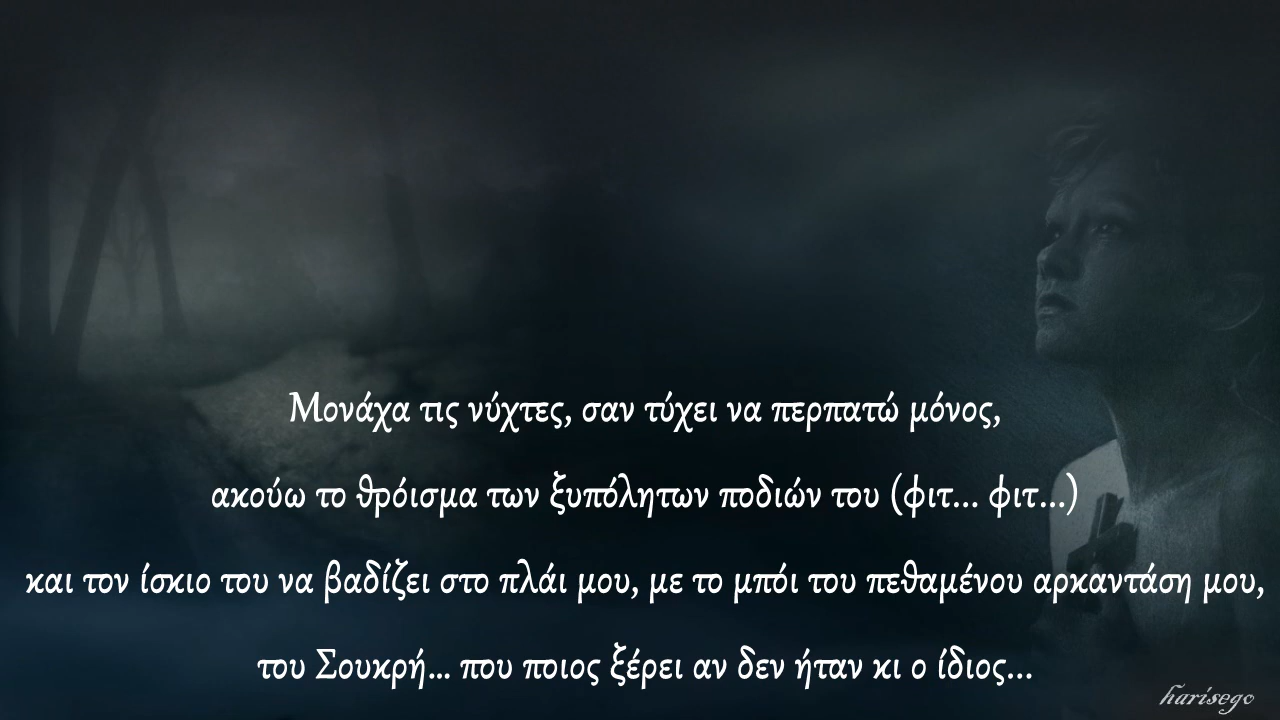 Μονάχα τις νύχτες, σαν τύχει να περπατώ μόνος,
ακούω το θρόισμα των ξυπόλητων ποδιών του (φιτ... φιτ...)
και τον ίσκιο του να βαδίζει στο πλάι μου, με το μπόι του πεθαμένου αρκαντάση μου,
του Σουκρή... που ποιος ξέρει αν δεν ήταν κι ο ίδιος...
harisego